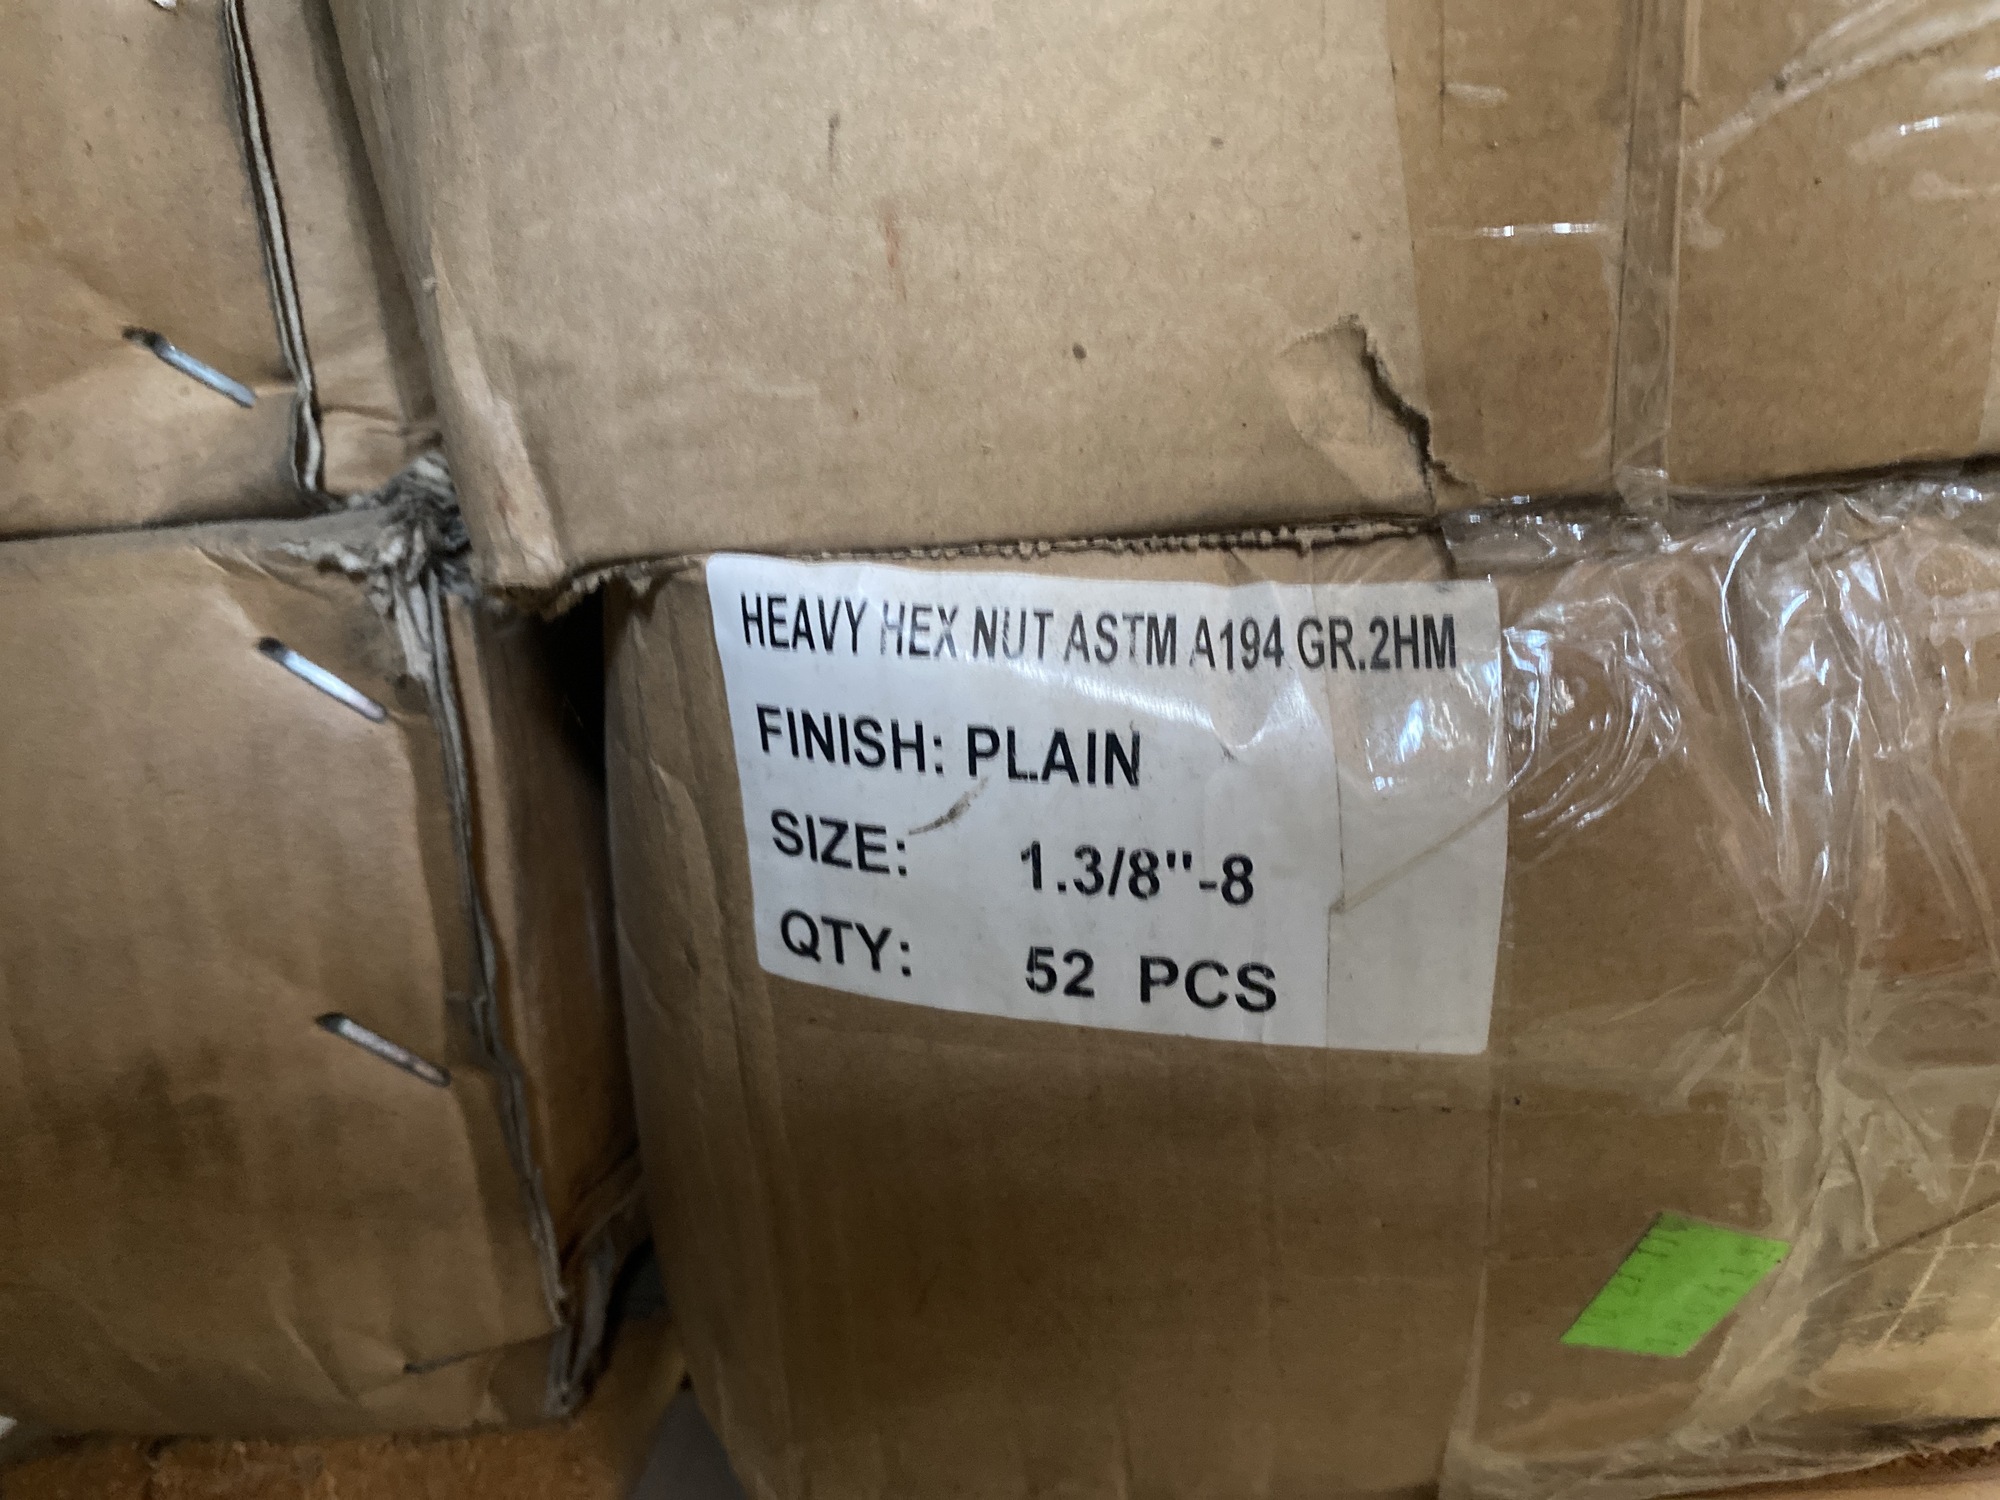 HEAVY HEX NUT ASTM A194 GR.2HM
FINISH: PLAIN
SIZE: 1.3/8"-8
QTY: 52 PCS